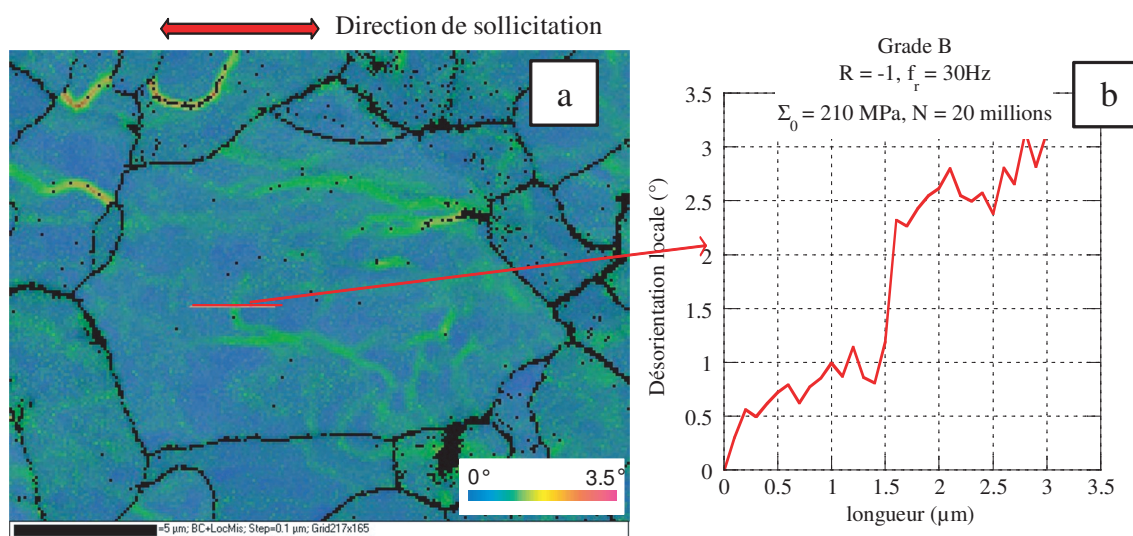 Direction de sollicitation
a
0°
3.5°
=5 µm; BC+LocMis; Step=0.1 µm; Grid217x165
Grade B
R = -1, f_r = 30Hz
Σ_0 = 210 MPa, N = 20 millions
b
Désorientation locale (°)
3.5
3
2.5
2
1.5
1
0.5
0
0 0.5 1 1.5 2 2.5 3 3.5
longueur (µm)